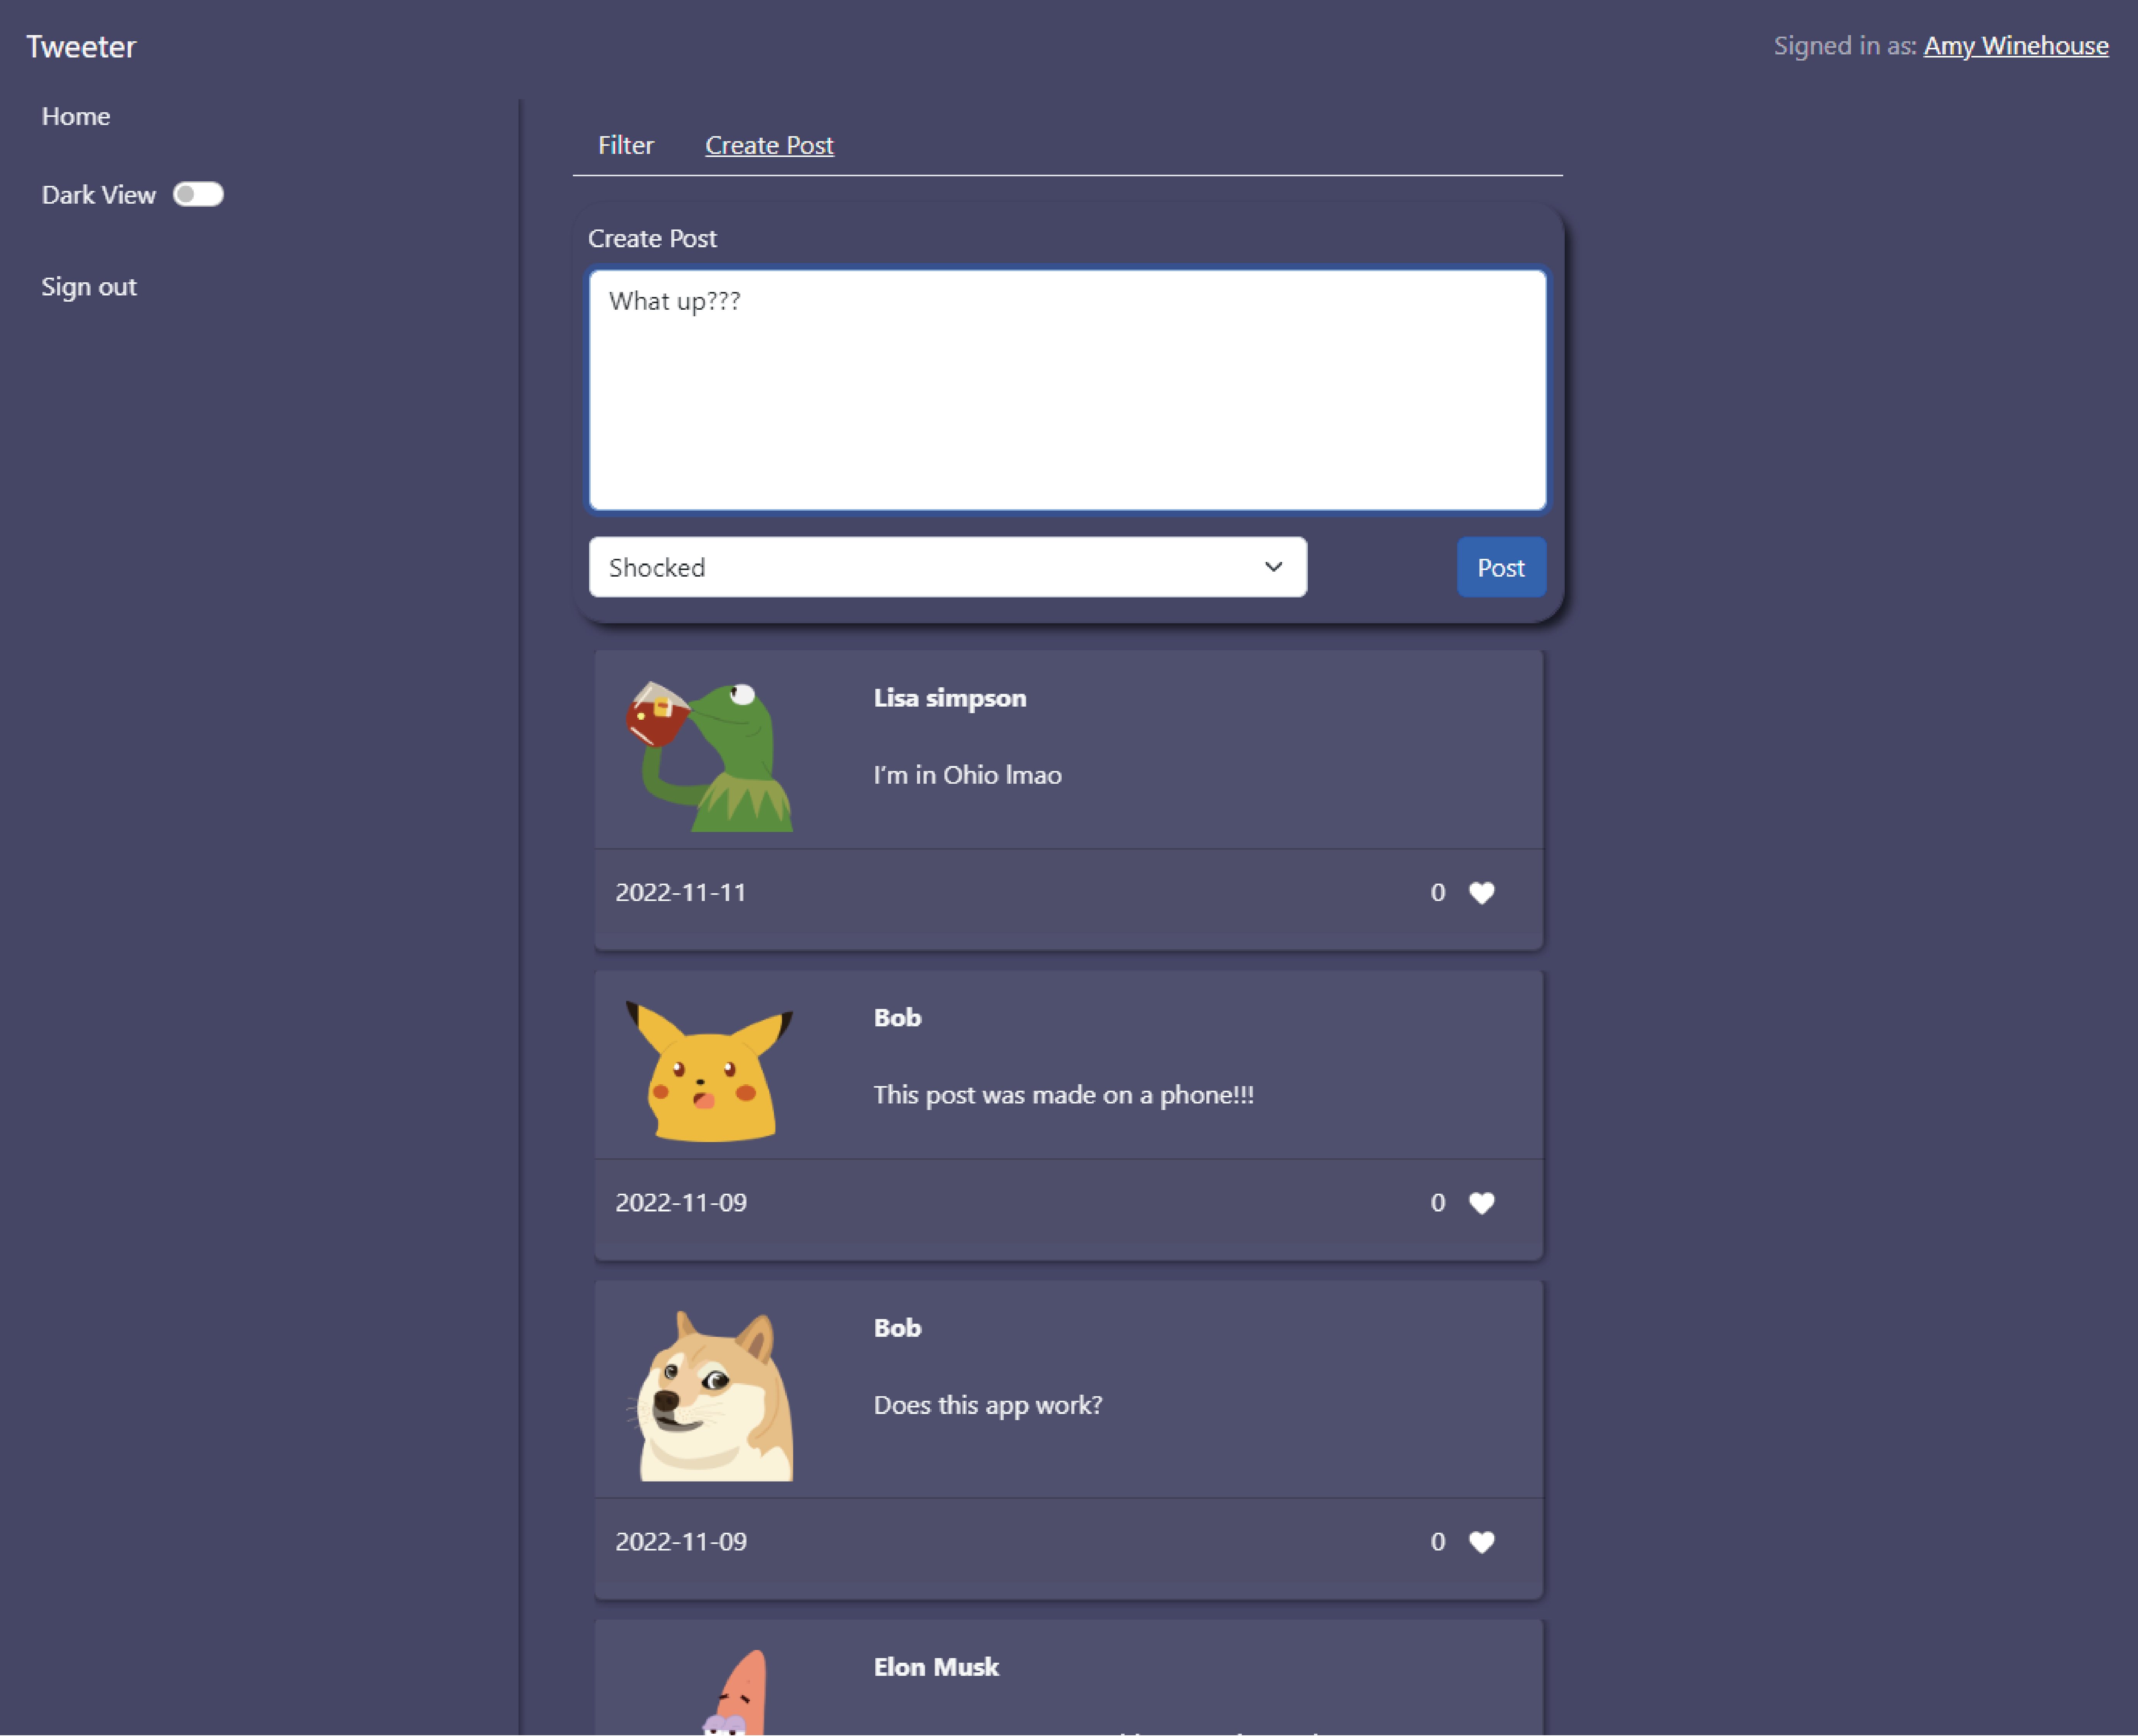 Tweeter
Signed in as: Amy Winehouse
Home
Dark View
Sign out
Filter
Create Post
Create Post
What up???
Shocked
Post
Lisa simpson
I'm in Ohio lmao
2022-11-11
0
Bob
This post was made on a phone!!!
2022-11-09
0
Bob
Does this app work?
2022-11-09
0
Elon Musk